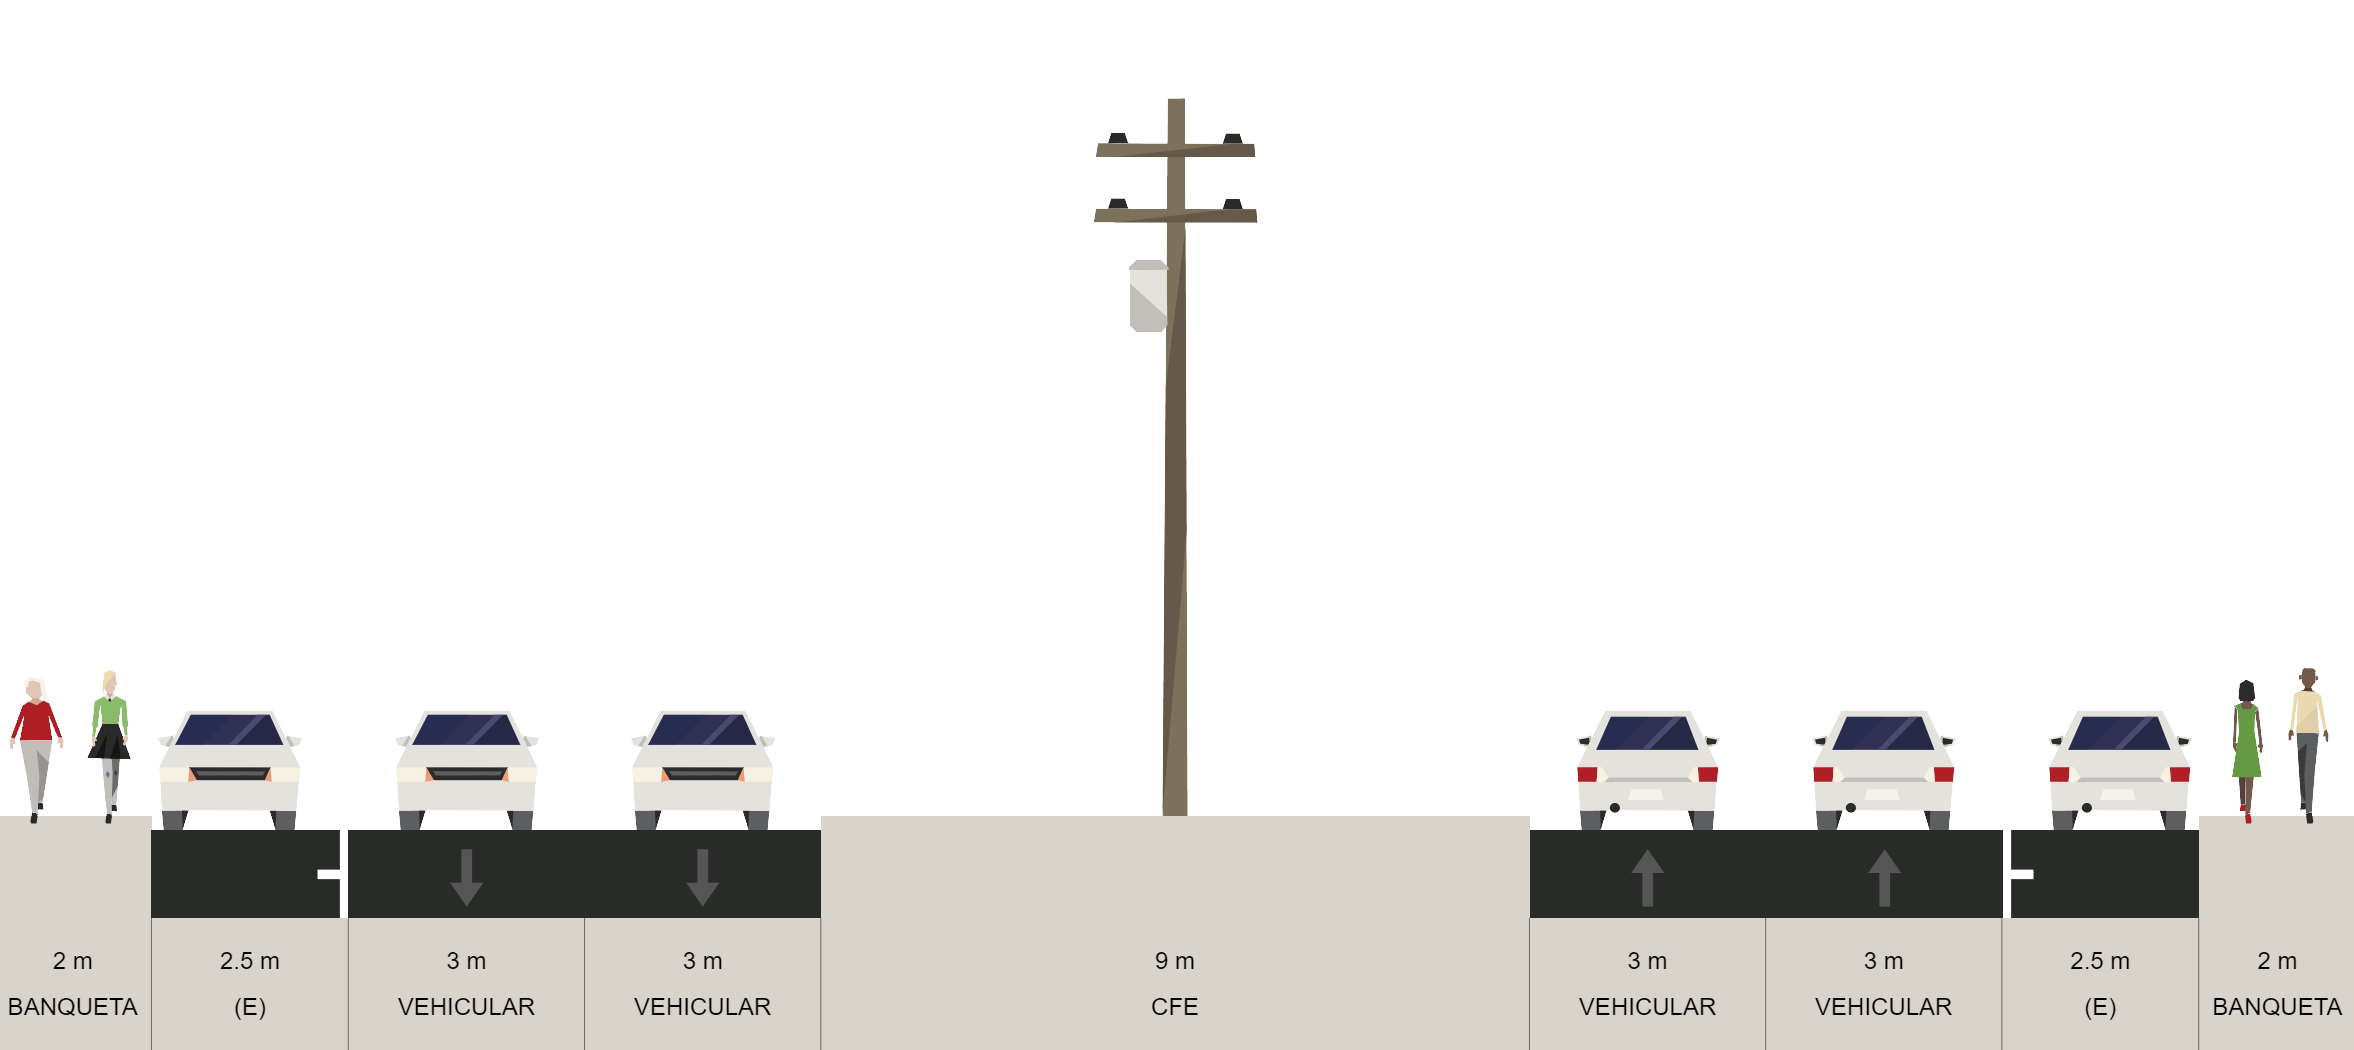 2 m
BANQUETA
2.5 m
(E)
3 m
VEHICULAR
3 m
VEHICULAR
9 m
CFE
3 m
VEHICULAR
3 m
VEHICULAR
2.5 m
(E)
2 m
BANQUETA